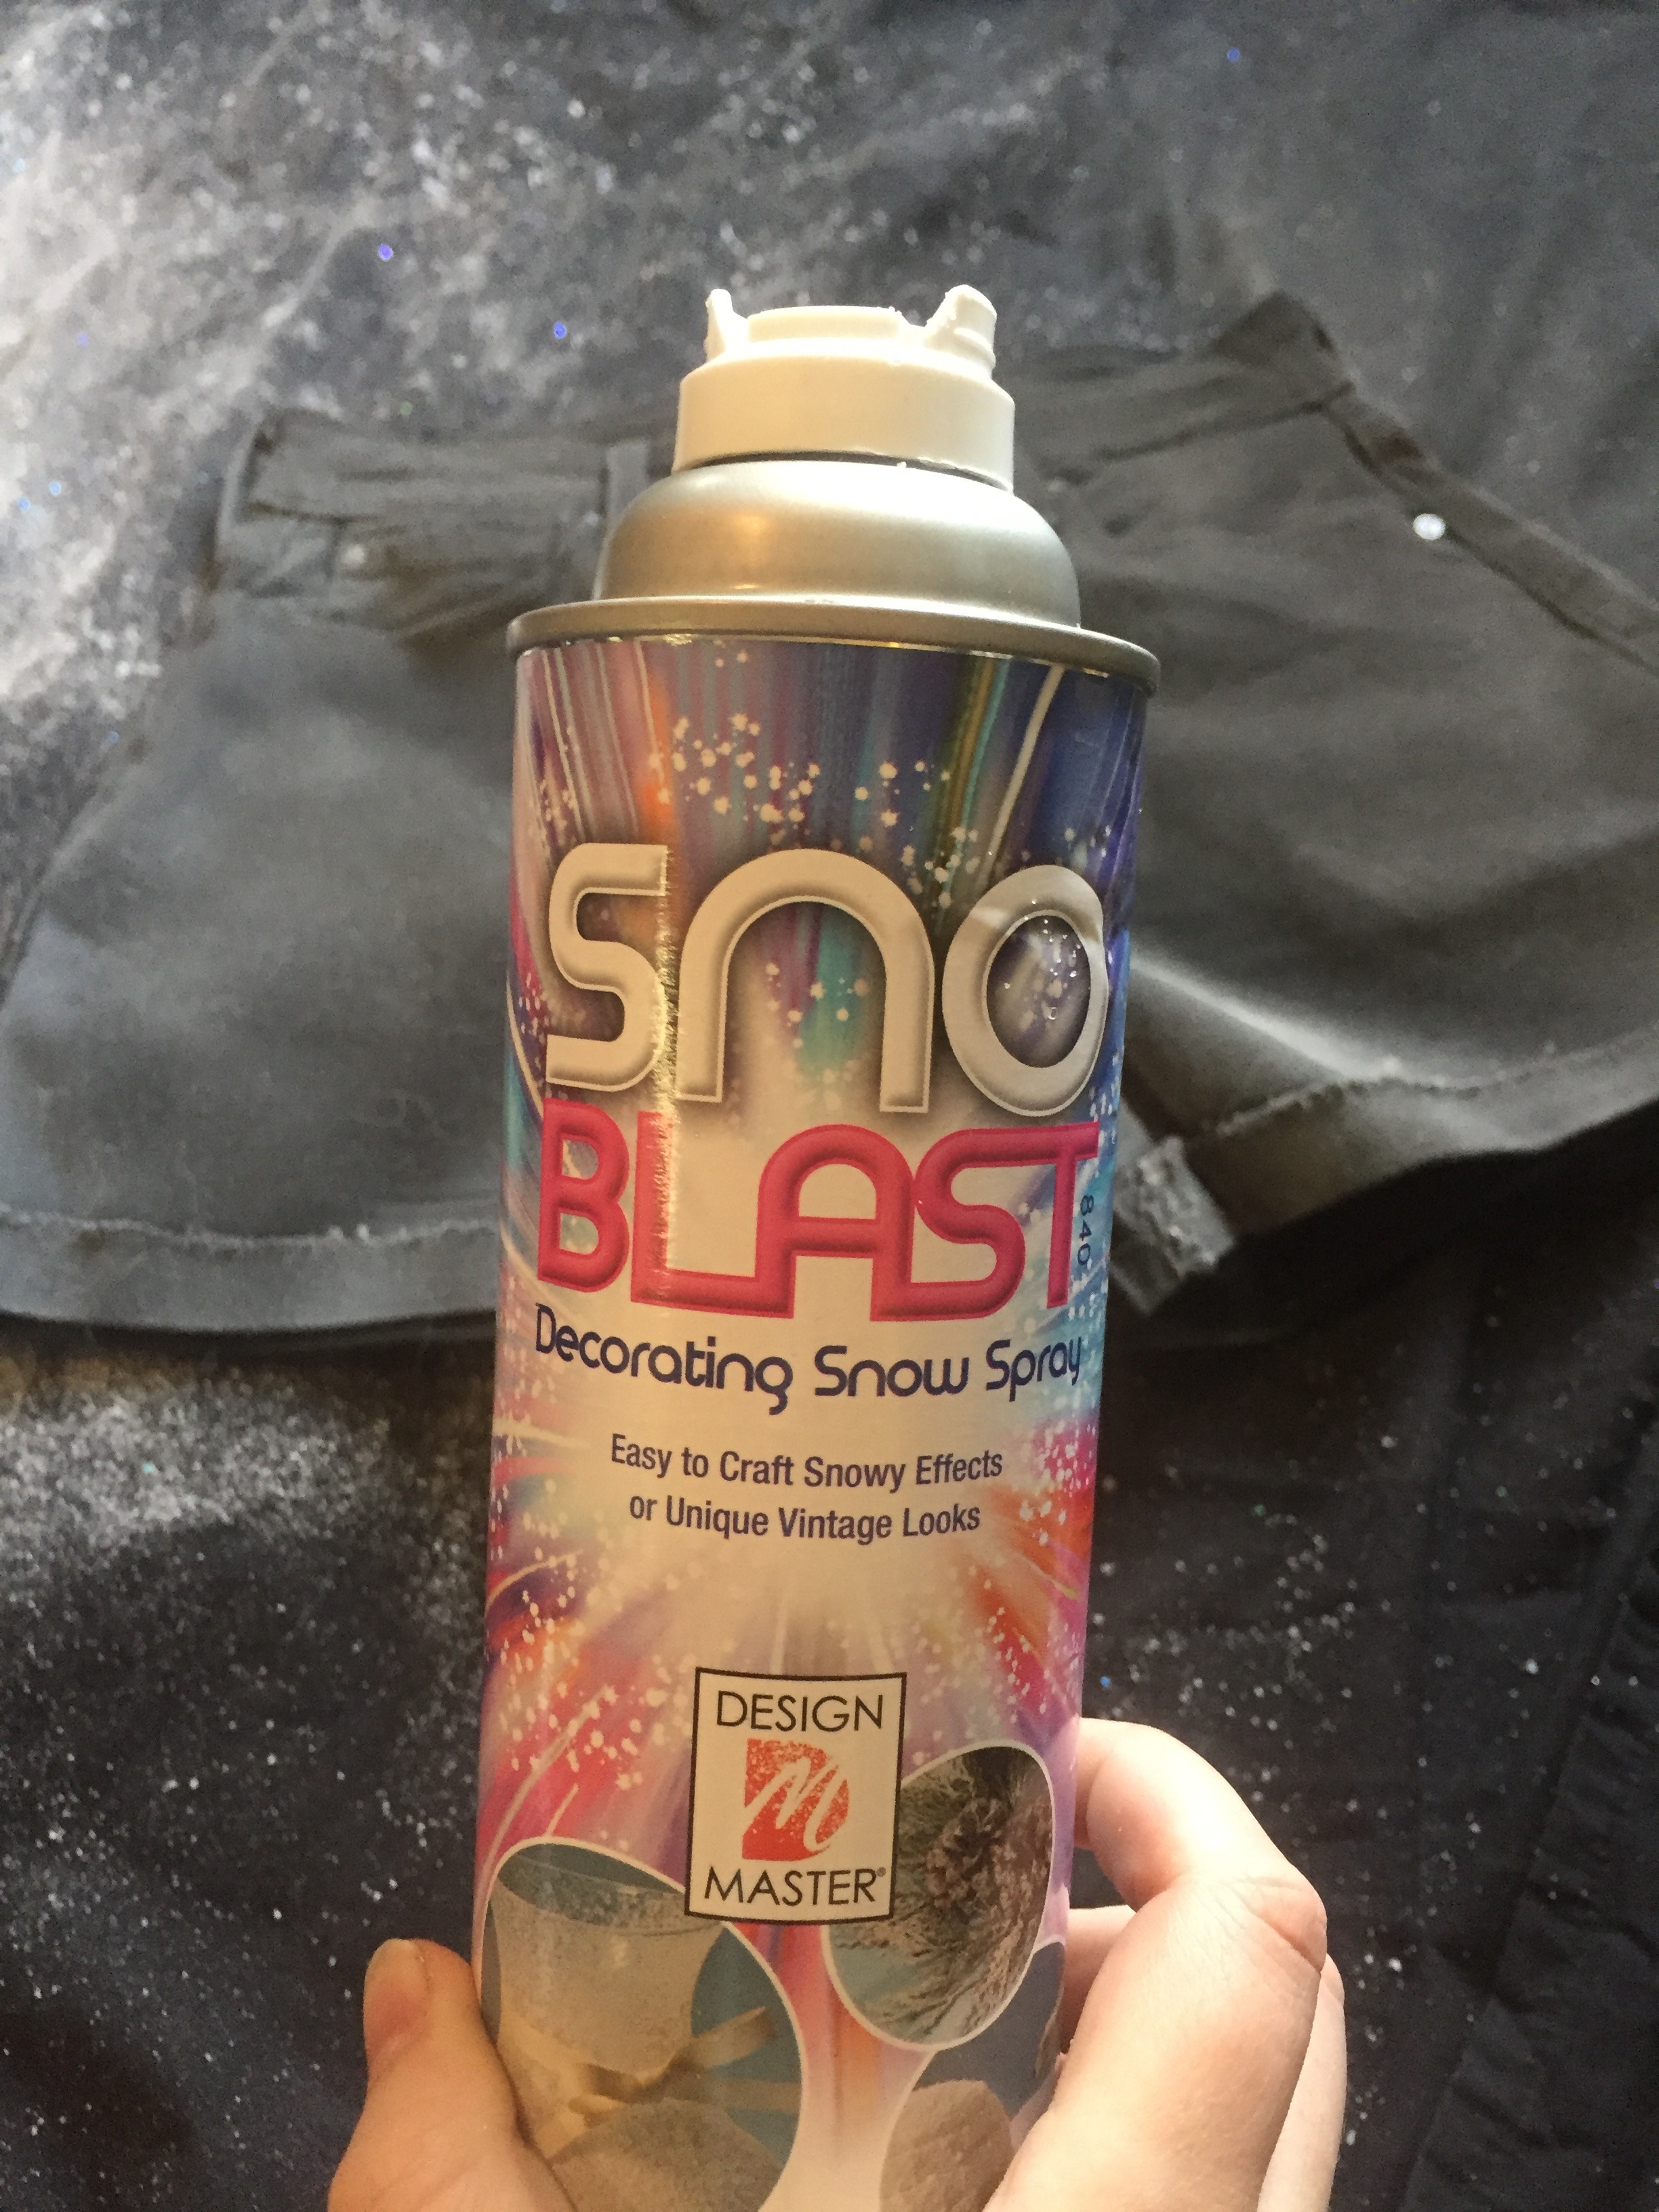 SNO
BLAST
840
Decorating Snow Spray
Easy to Craft Snowy Effects
or Unique Vintage Looks
DESIGN
M
MASTER®